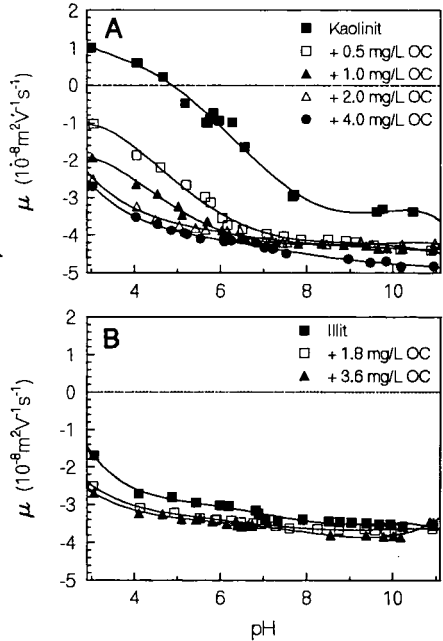 A
Kaolinit
+ 0.5 mg/L OC
+ 1.0 mg/L OC
+ 2.0 mg/L OC
+ 4.0 mg/L OC
2
1
0
-1
-2
-3
-4
-5
μ (10⁻⁸m²V⁻¹s⁻¹)
4 6 8 10
B
Illit
+ 1.8 mg/L OC
+ 3.6 mg/L OC
2
1
0
-1
-2
-3
-4
-5
μ (10⁻⁸m²V⁻¹s⁻¹)
4 6 8 10
pH